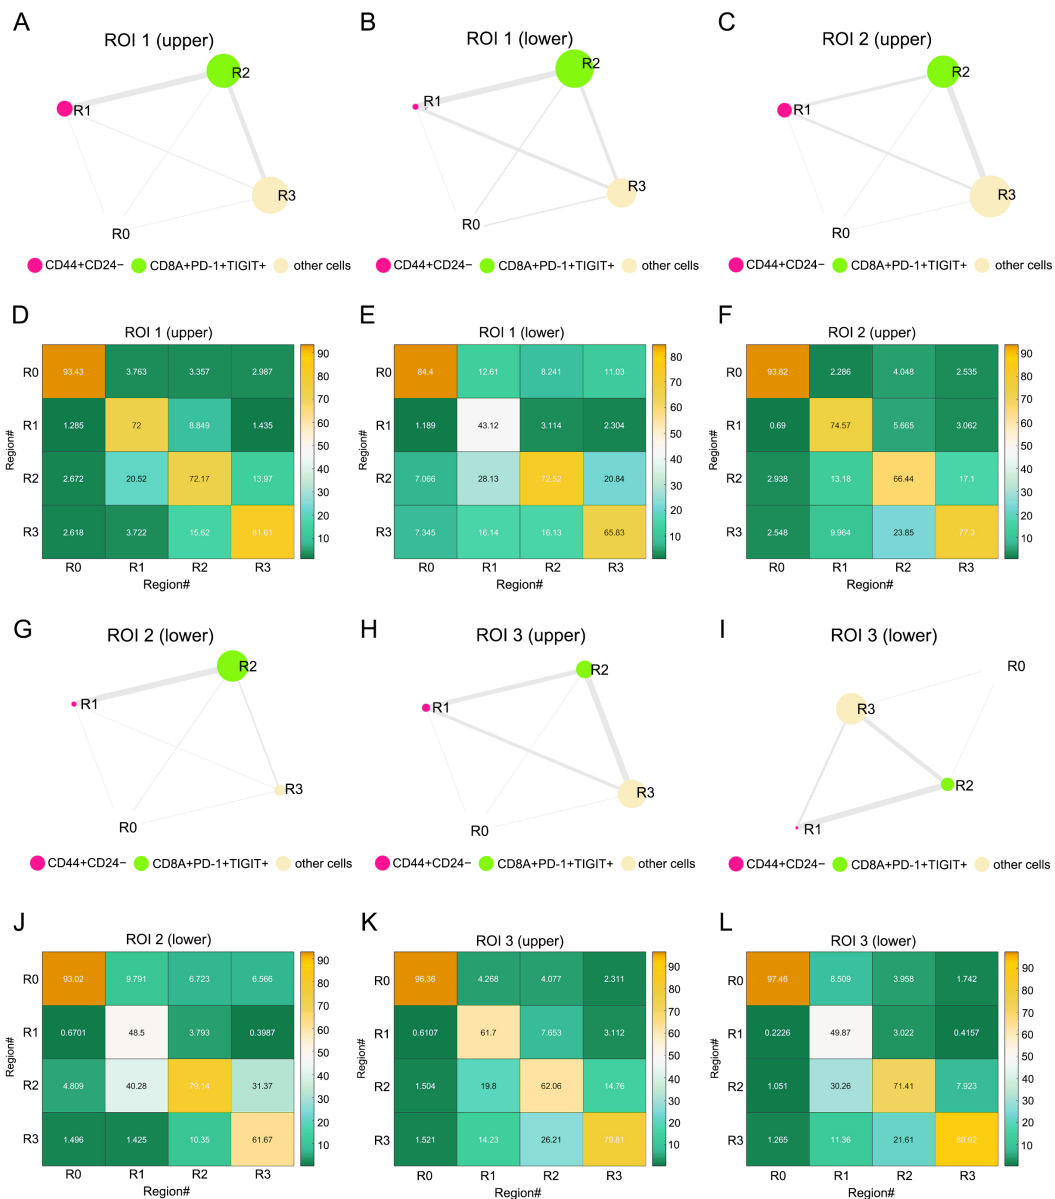 A
B
C
ROI 1 (upper)
ROI 1 (lower)
ROI 2 (upper)
R2
R1
R3
R0
R2
R1
R3
R0
R2
R1
R3
R0
CD44+CD24− CD8A+PD-1+TIGIT+ other cells
CD44+CD24− CD8A+PD-1+TIGIT+ other cells
CD44+CD24− CD8A+PD-1+TIGIT+ other cells
D
ROI 1 (upper)
Region#
R0 93.43 3.763 3.357 2.987
R1 1.285 72 8.849 1.435
R2 2.672 20.52 72.17 13.97
R3 2.618 3.722 15.62 81.61
R0 R1 R2 R3
Region#
90
80
70
60
50
40
30
20
10
E
ROI 1 (lower)
Region#
R0 84.4 12.61 8.241 11.03
R1 1.189 43.12 3.114 2.304
R2 7.066 28.13 72.52 20.84
R3 7.345 16.14 16.13 65.83
R0 R1 R2 R3
Region#
80
70
60
50
40
30
20
10
F
ROI 2 (upper)
Region#
R0 93.82 2.286 4.048 2.535
R1 0.69 74.57 5.665 3.062
R2 2.938 13.18 66.44 17.1
R3 2.548 9.964 23.85 77.3
R0 R1 R2 R3
Region#
90
80
70
60
50
40
30
20
10
G
H
I
ROI 2 (lower)
ROI 3 (upper)
ROI 3 (lower)
R2
R1
R3
R0
R2
R1
R3
R0
R0
R3
R2
R1
CD44+CD24− CD8A+PD-1+TIGIT+ other cells
CD44+CD24− CD8A+PD-1+TIGIT+ other cells
CD44+CD24− CD8A+PD-1+TIGIT+ other cells
J
ROI 2 (lower)
Region#
R0 93.02 9.791 6.723 6.566
R1 0.6701 48.5 3.793 0.3987
R2 4.809 40.28 79.14 31.37
R3 1.496 1.425 10.35 61.67
R0 R1 R2 R3
Region#
90
80
70
60
50
40
30
20
10
K
ROI 3 (upper)
Region#
R0 96.36 4.268 4.077 2.311
R1 0.6107 61.7 7.653 3.112
R2 1.504 19.8 62.06 14.76
R3 1.521 14.23 26.21 79.81
R0 R1 R2 R3
Region#
90
80
70
60
50
40
30
20
10
L
ROI 3 (lower)
Region#
R0 97.46 8.509 3.958 1.742
R1 0.2226 49.87 3.022 0.4157
R2 1.051 30.26 71.41 7.923
R3 1.265 11.36 21.61 89.92
R0 R1 R2 R3
Region#
90
80
70
60
50
40
30
20
10